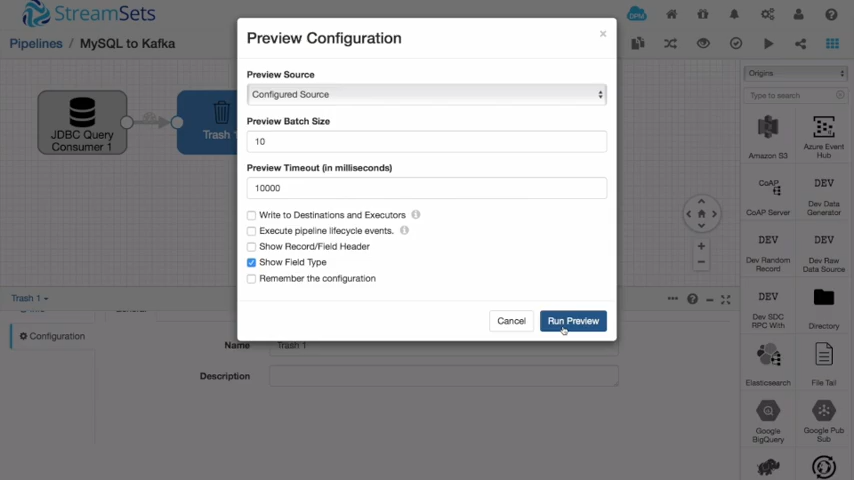 StreamSets
DPM
Pipelines / MySQL to Kafka
Preview Configuration
×
Preview Source
Configured Source
Preview Batch Size
10
Preview Timeout (in milliseconds)
10000
Write to Destinations and Executors
Execute pipeline lifecycle events.
Show Record/Field Header
Show Field Type
Remember the configuration
Cancel
Run Preview
JDBC Query
Consumer 1
Trash 1
Origins
Type to search
Amazon S3
Azure Event
Hub
CoAP
CoAP Server
DEV
Dev Data
Generator
DEV
Dev Random
Record
DEV
Dev Raw
Data Source
DEV
Dev SDC
RPC With
Directory
Elasticsearch
File Tail
Google
BigQuery
Google Pub
Sub
Trash 1
Configuration
Name
Trash 1
Description